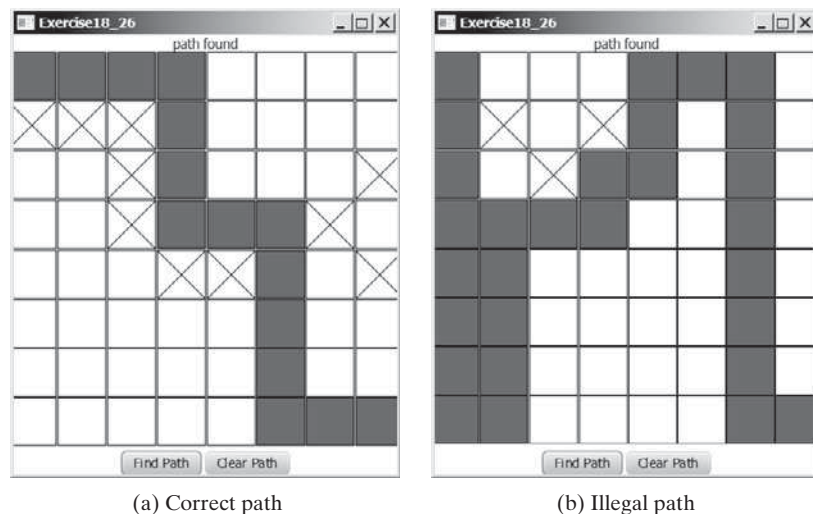 Exercise18_26
path found
Find Path
Clear Path
(a) Correct path
Exercise18_26
path found
Find Path
Clear Path
(b) Illegal path